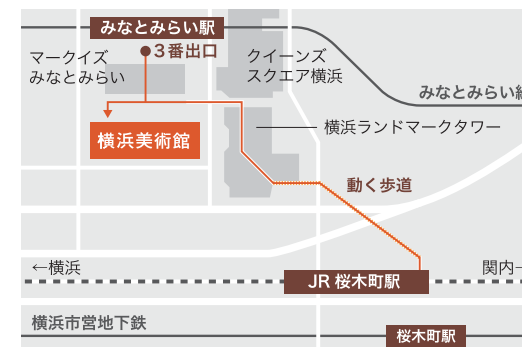 みなとみらい駅
3番出口
マークイズ
みなとみらい
クイーンズ
スクエア横浜
みなとみらい線
横浜ランドマークタワー
横浜美術館
動く歩道
←横浜
関内→
JR 桜木町駅
横浜市営地下鉄
桜木町駅